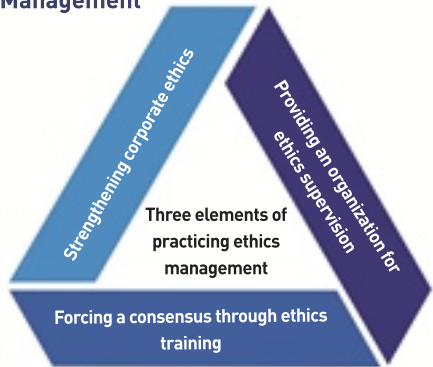 Management
Strengthening corporate ethics
Providing an organization for
ethics supervision
Three elements of
practicing ethics
management
Forcing a consensus through ethics
training